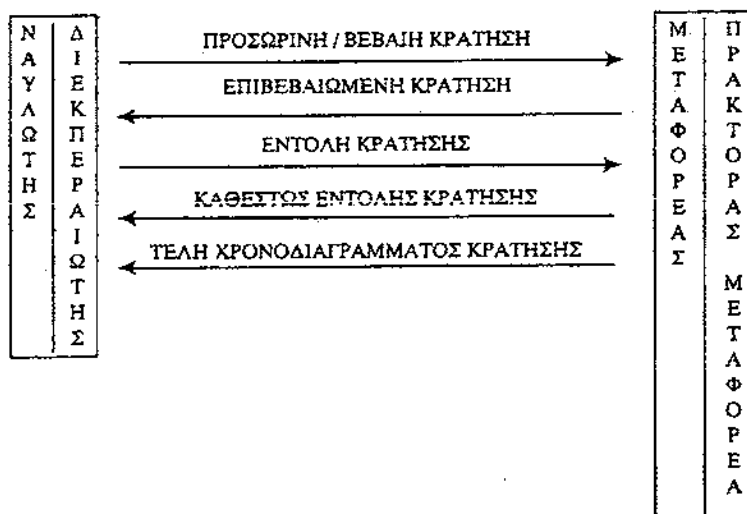 ΝΑΥΛΩΤΗΣ
ΔΙΕΚΠΕΡΑΙΩΤΗΣ
ΠΡΟΣΩΡΙΝΗ / ΒΕΒΑΙΗ ΚΡΑΤΗΣΗ
ΕΠΙΒΕΒΑΙΩΜΕΝΗ ΚΡΑΤΗΣΗ
ΕΝΤΟΛΗ ΚΡΑΤΗΣΗΣ
ΚΑΘΕΣΤΩΣ ΕΝΤΟΛΗΣ ΚΡΑΤΗΣΗΣ
ΤΕΛΗ ΧΡΟΝΟΔΙΑΓΡΑΜΜΑΤΟΣ ΚΡΑΤΗΣΗΣ
ΜΕΤΑΦΟΡΕΑΣ
ΠΡΑΚΤΟΡΑΣ ΜΕΤΑΦΟΡΕΑ